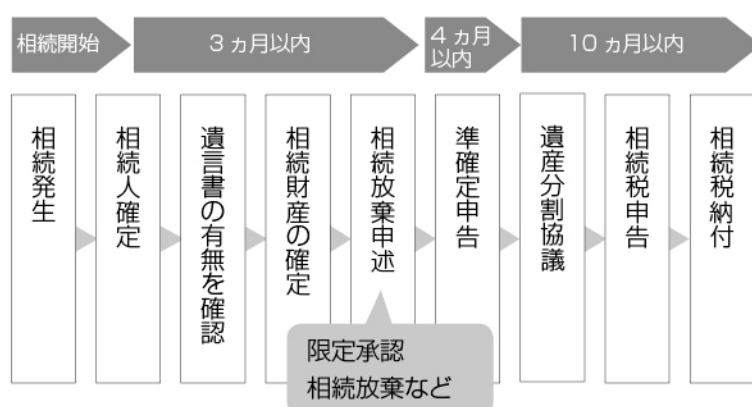 相続開始
3ヵ月以内
4ヵ月
以内
10ヵ月以内
相続発生
相続人確定
遺言書の有無を確認
相続財産の確定
相続放棄申述
準確定申告
遺産分割協議
相続税申告
相続税納付
限定承認
相続放棄など